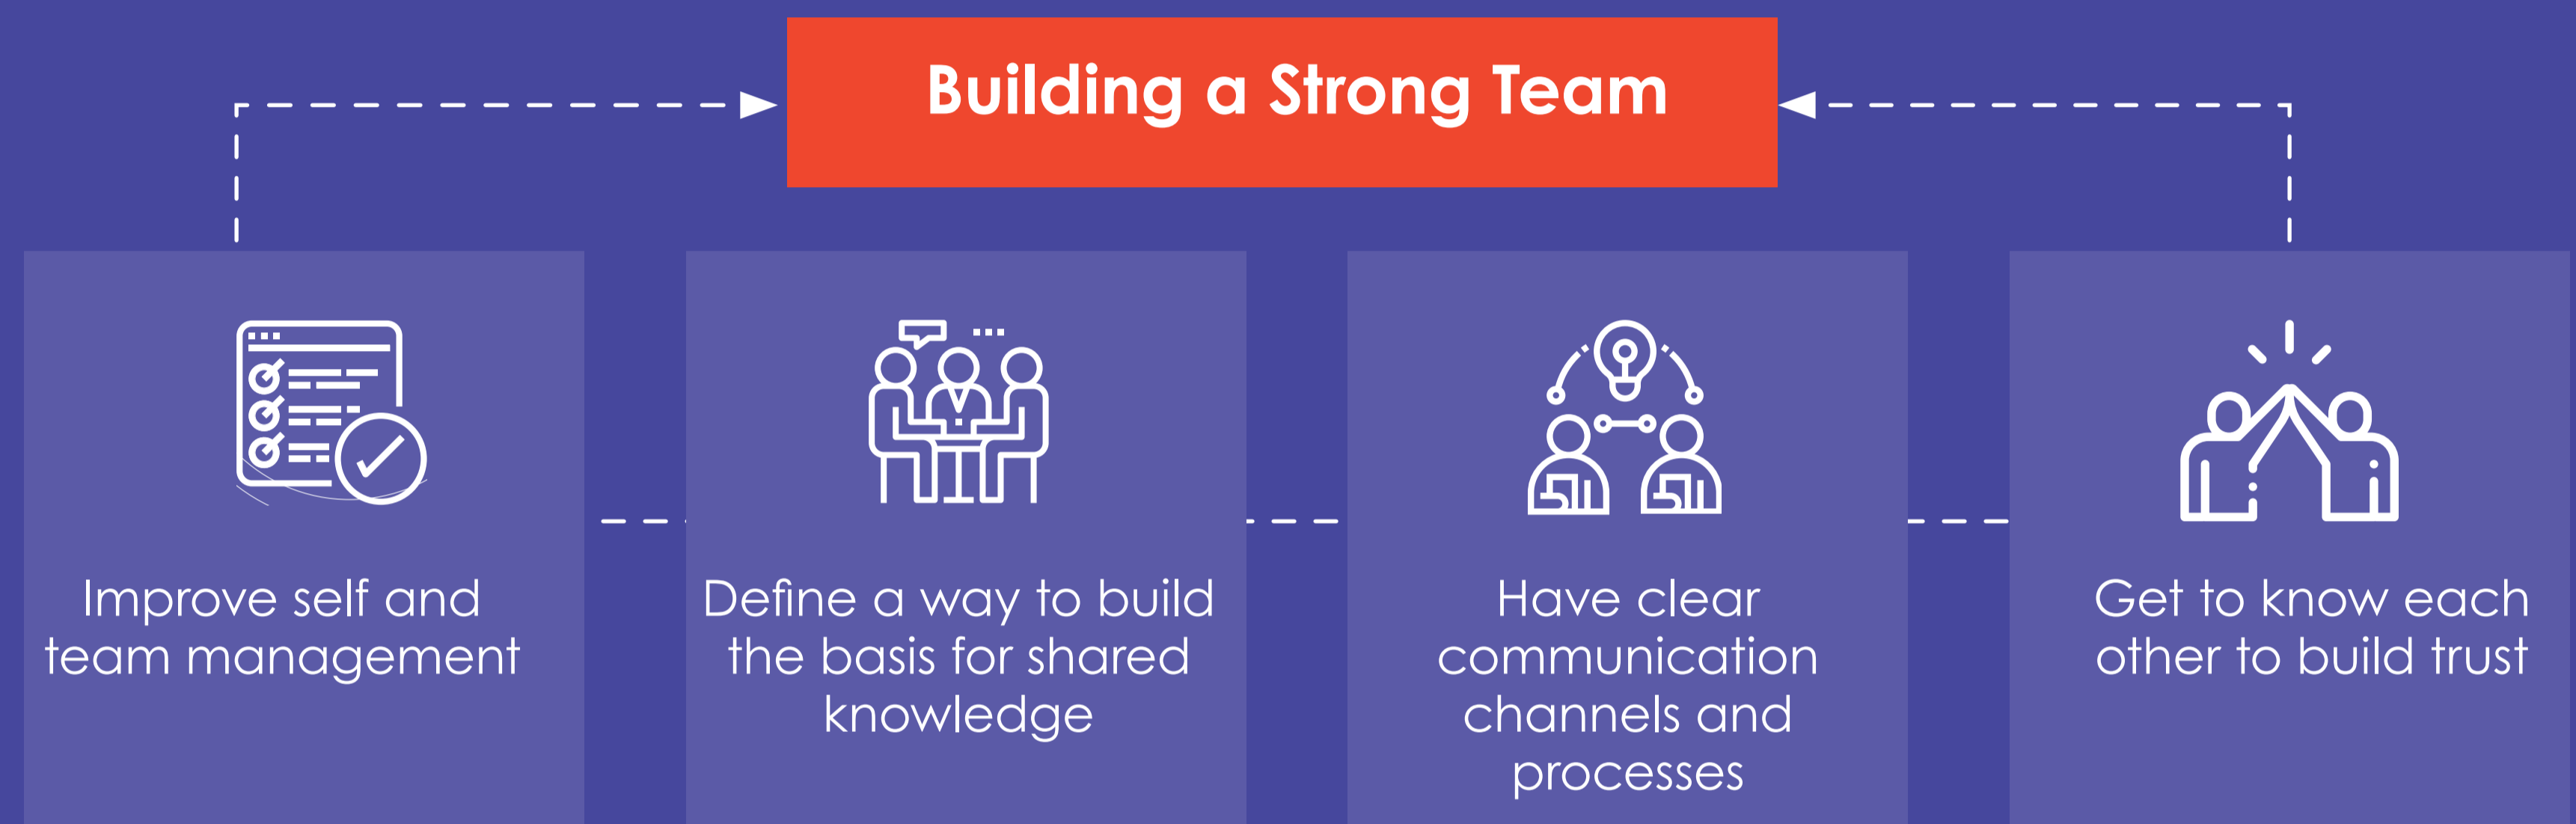 Building a Strong Team
Improve self and
team management
Define a way to build
the basis for shared
knowledge
Have clear
communication
channels and
processes
Get to know each
other to build trust